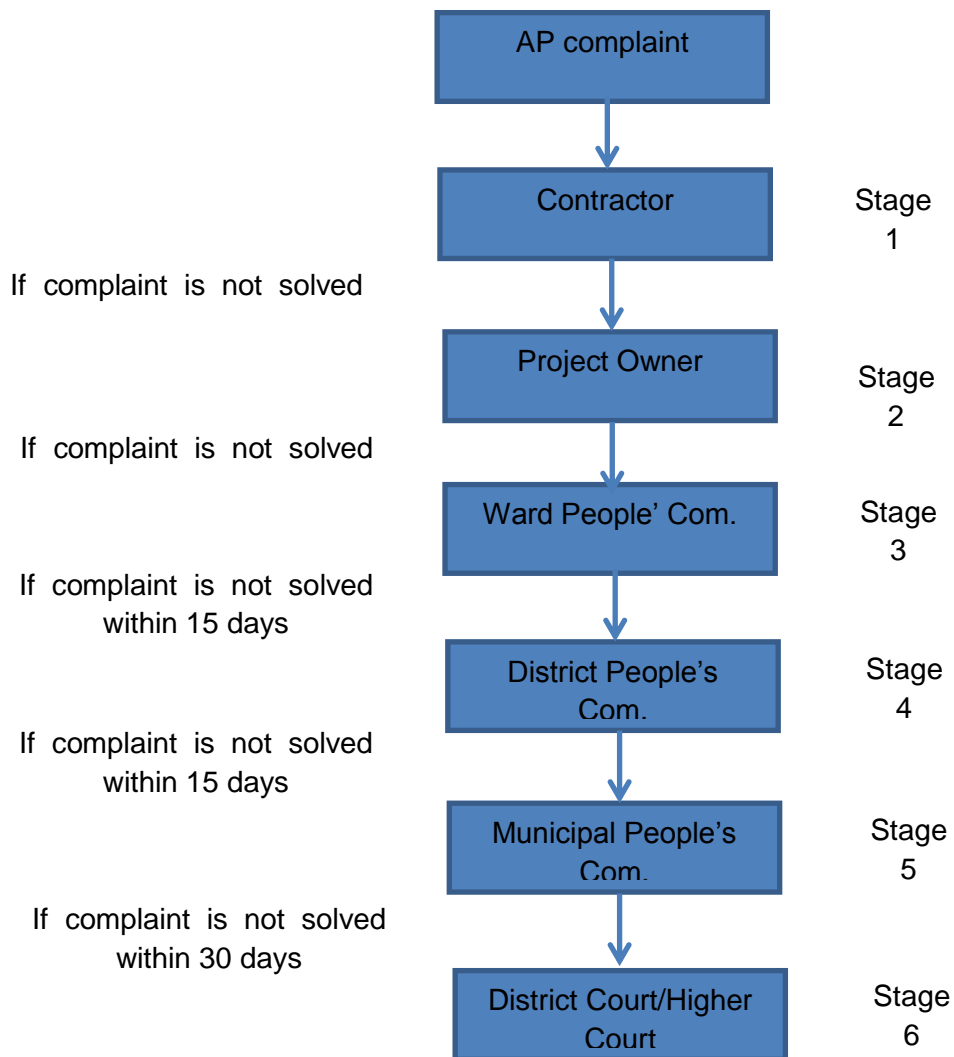 AP complaint
Contractor
Stage
1
If complaint is not solved
Project Owner
Stage
2
If complaint is not solved
Ward People’ Com.
Stage
3
If complaint is not solved
within 15 days
District People’s
Com.
Stage
4
If complaint is not solved
within 15 days
Municipal People’s
Com.
Stage
5
If complaint is not solved
within 30 days
District Court/Higher
Court
Stage
6